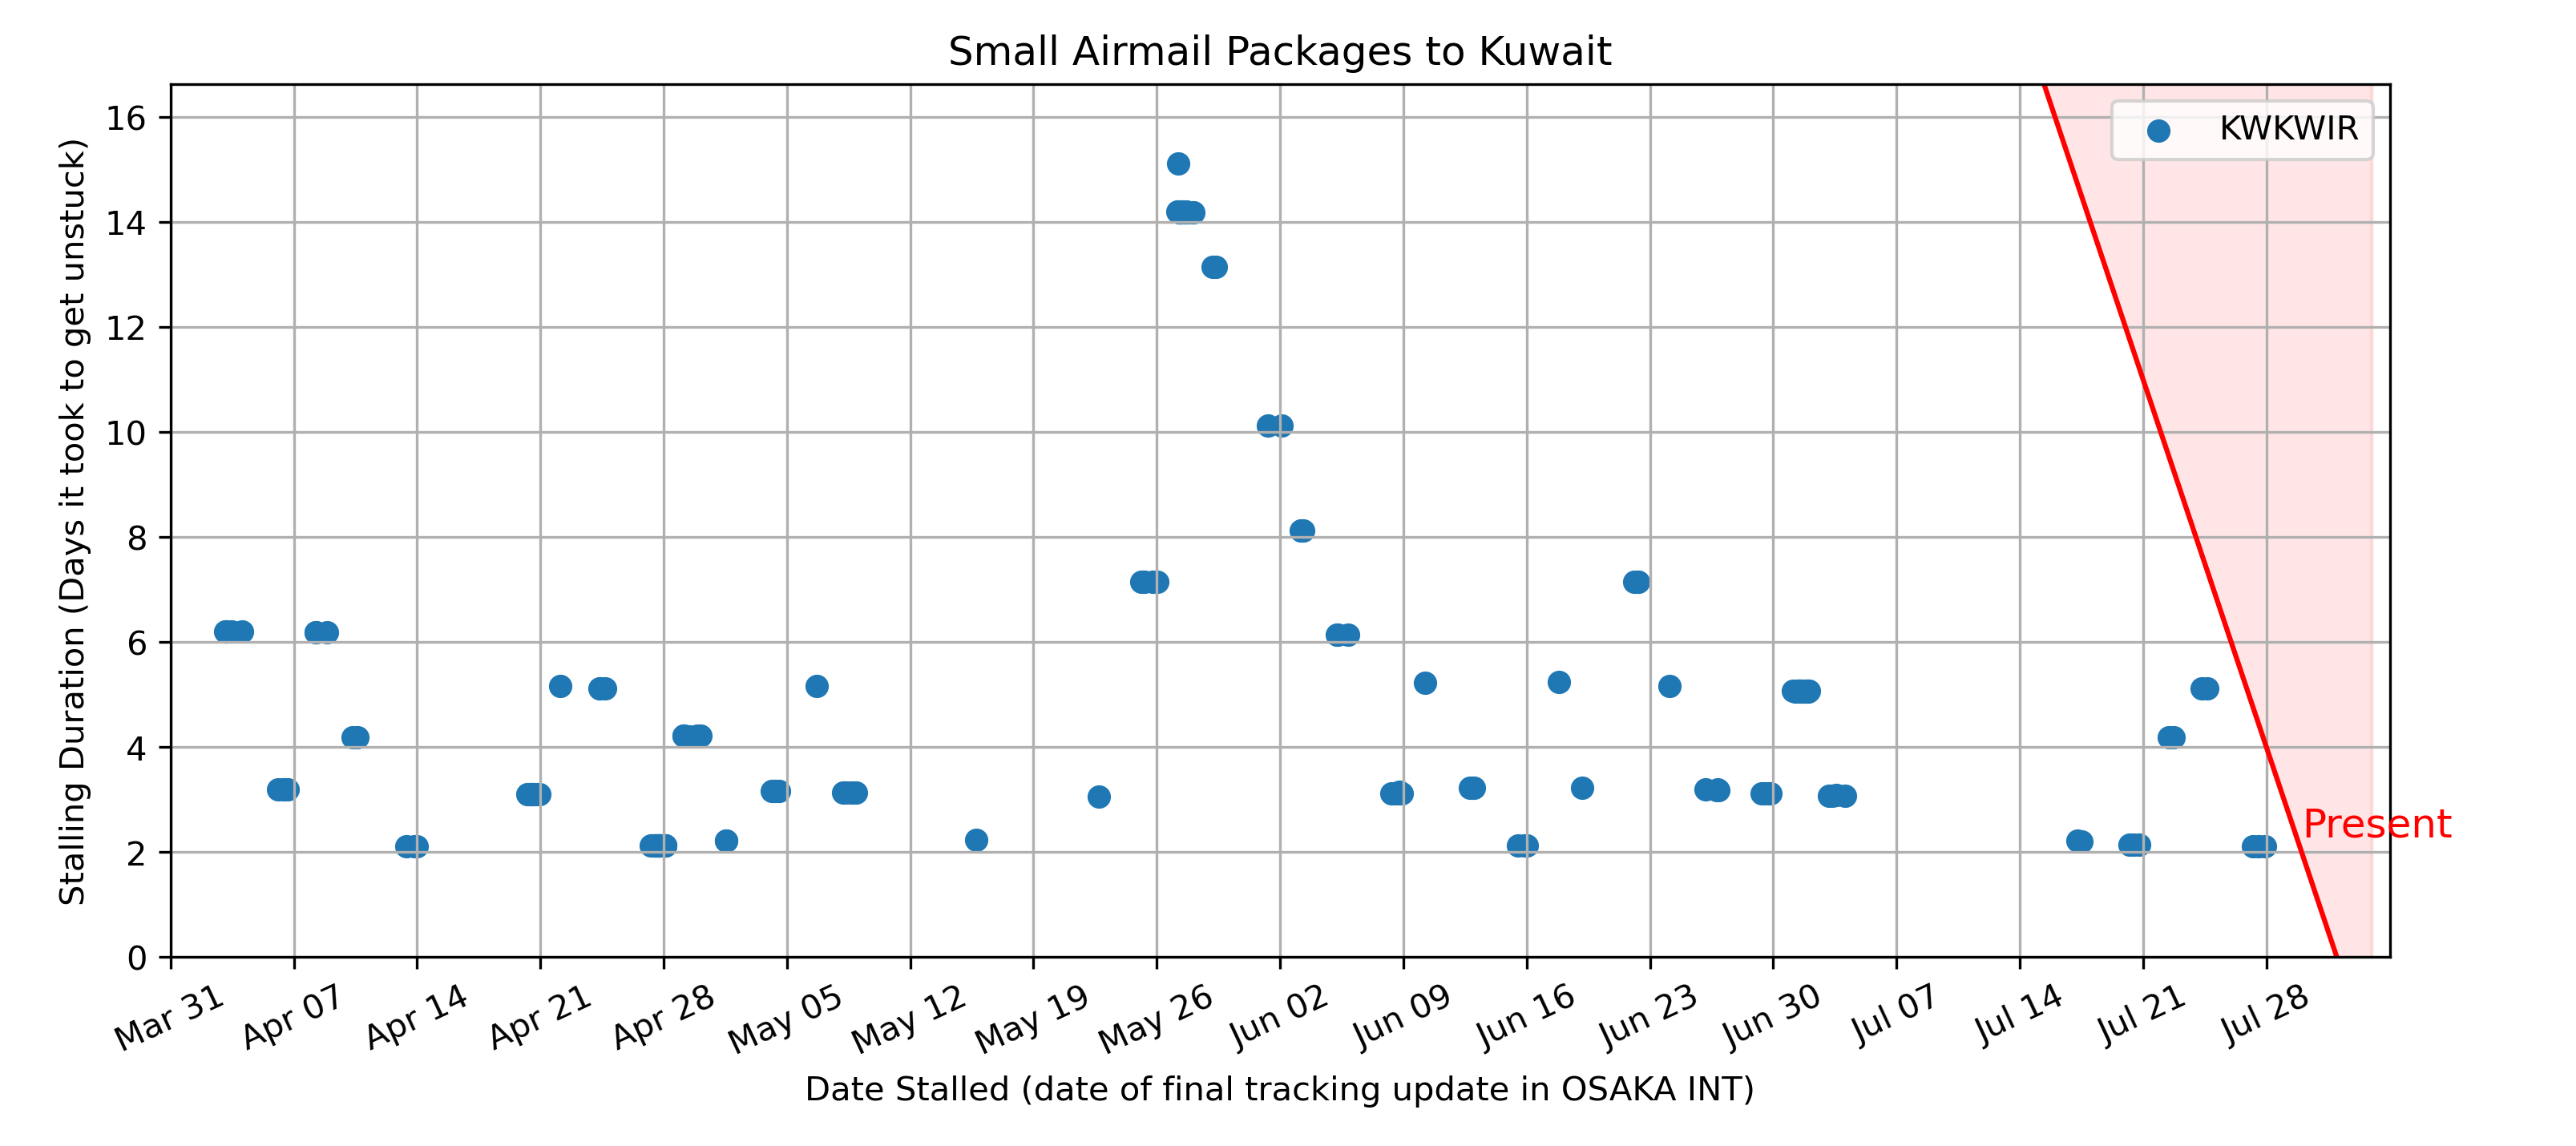 Small Airmail Packages to Kuwait
KWKWIR
16
14
12
10
8
6
4
2
0
Stalling Duration (Days it took to get unstuck)
Present
Mar 31 Apr 07 Apr 14 Apr 21 Apr 28 May 05 May 12 May 19 May 26 Jun 02 Jun 09 Jun 16 Jun 23 Jun 30 Jul 07 Jul 14 Jul 21 Jul 28
Date Stalled (date of final tracking update in OSAKA INT)